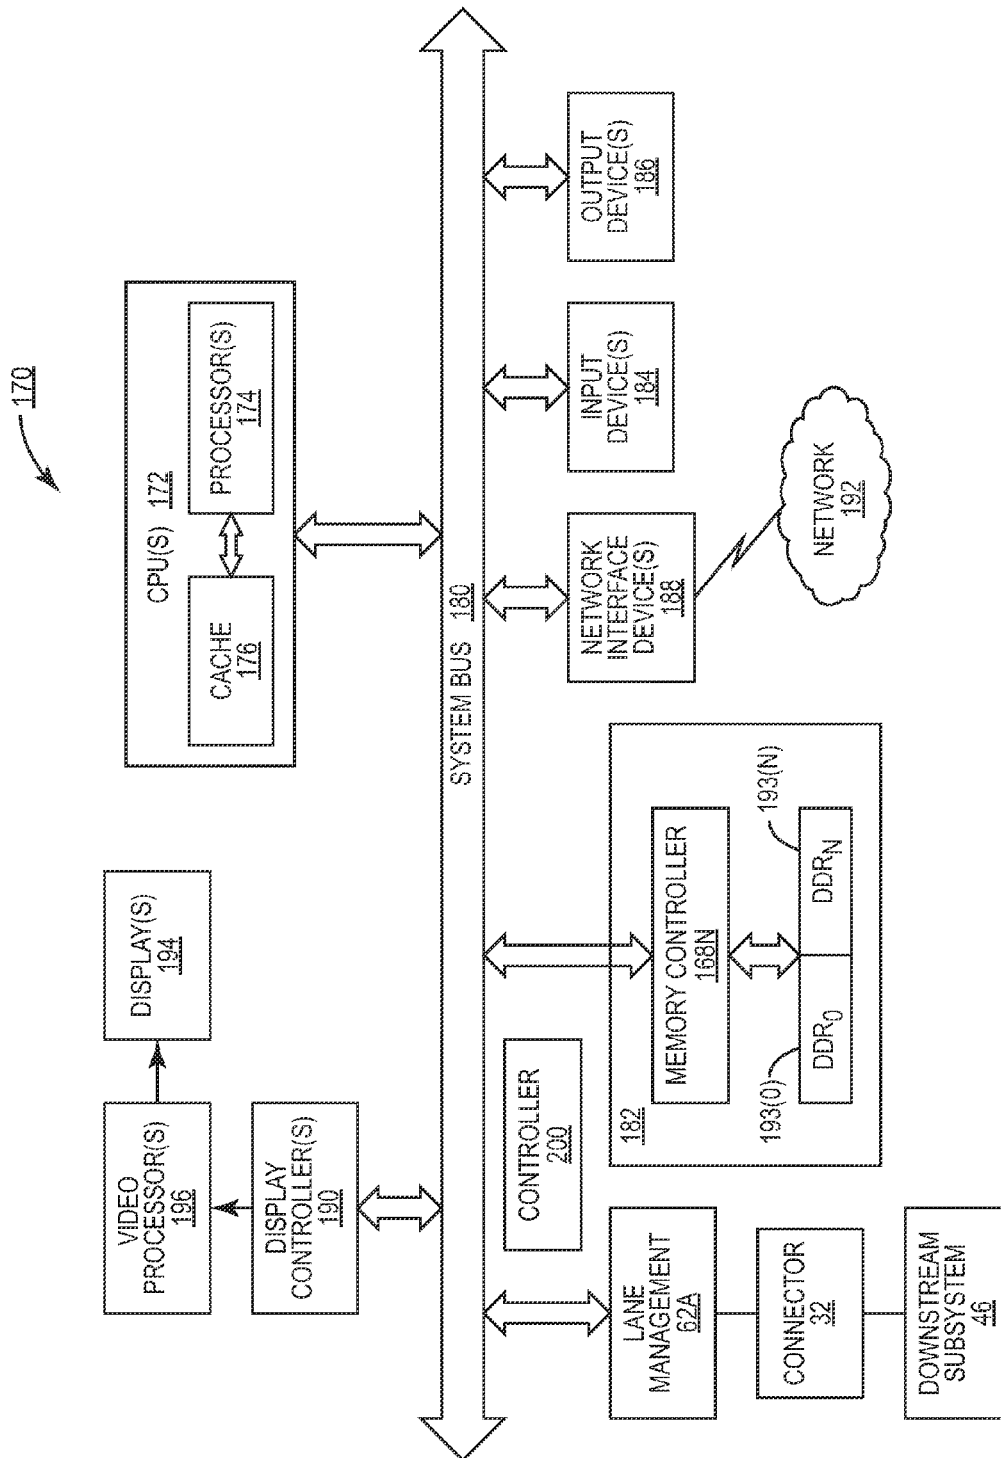 170
CPU(S) 172
CACHE
176
PROCESSOR(S)
174
VIDEO
PROCESSOR(S)
196
DISPLAY(S)
194
DISPLAY
CONTROLLER(S)
190
SYSTEM BUS 180
LANE
MANAGEMENT
62A
CONNECTOR
32
DOWNSTREAM
SUBSYSTEM
46
CONTROLLER
200
182
MEMORY CONTROLLER
168N
193(0)
193(N)
DDR0
DDRN
NETWORK
INTERFACE
DEVICE(S)
188
NETWORK
192
INPUT
DEVICE(S)
184
OUTPUT
DEVICE(S)
186